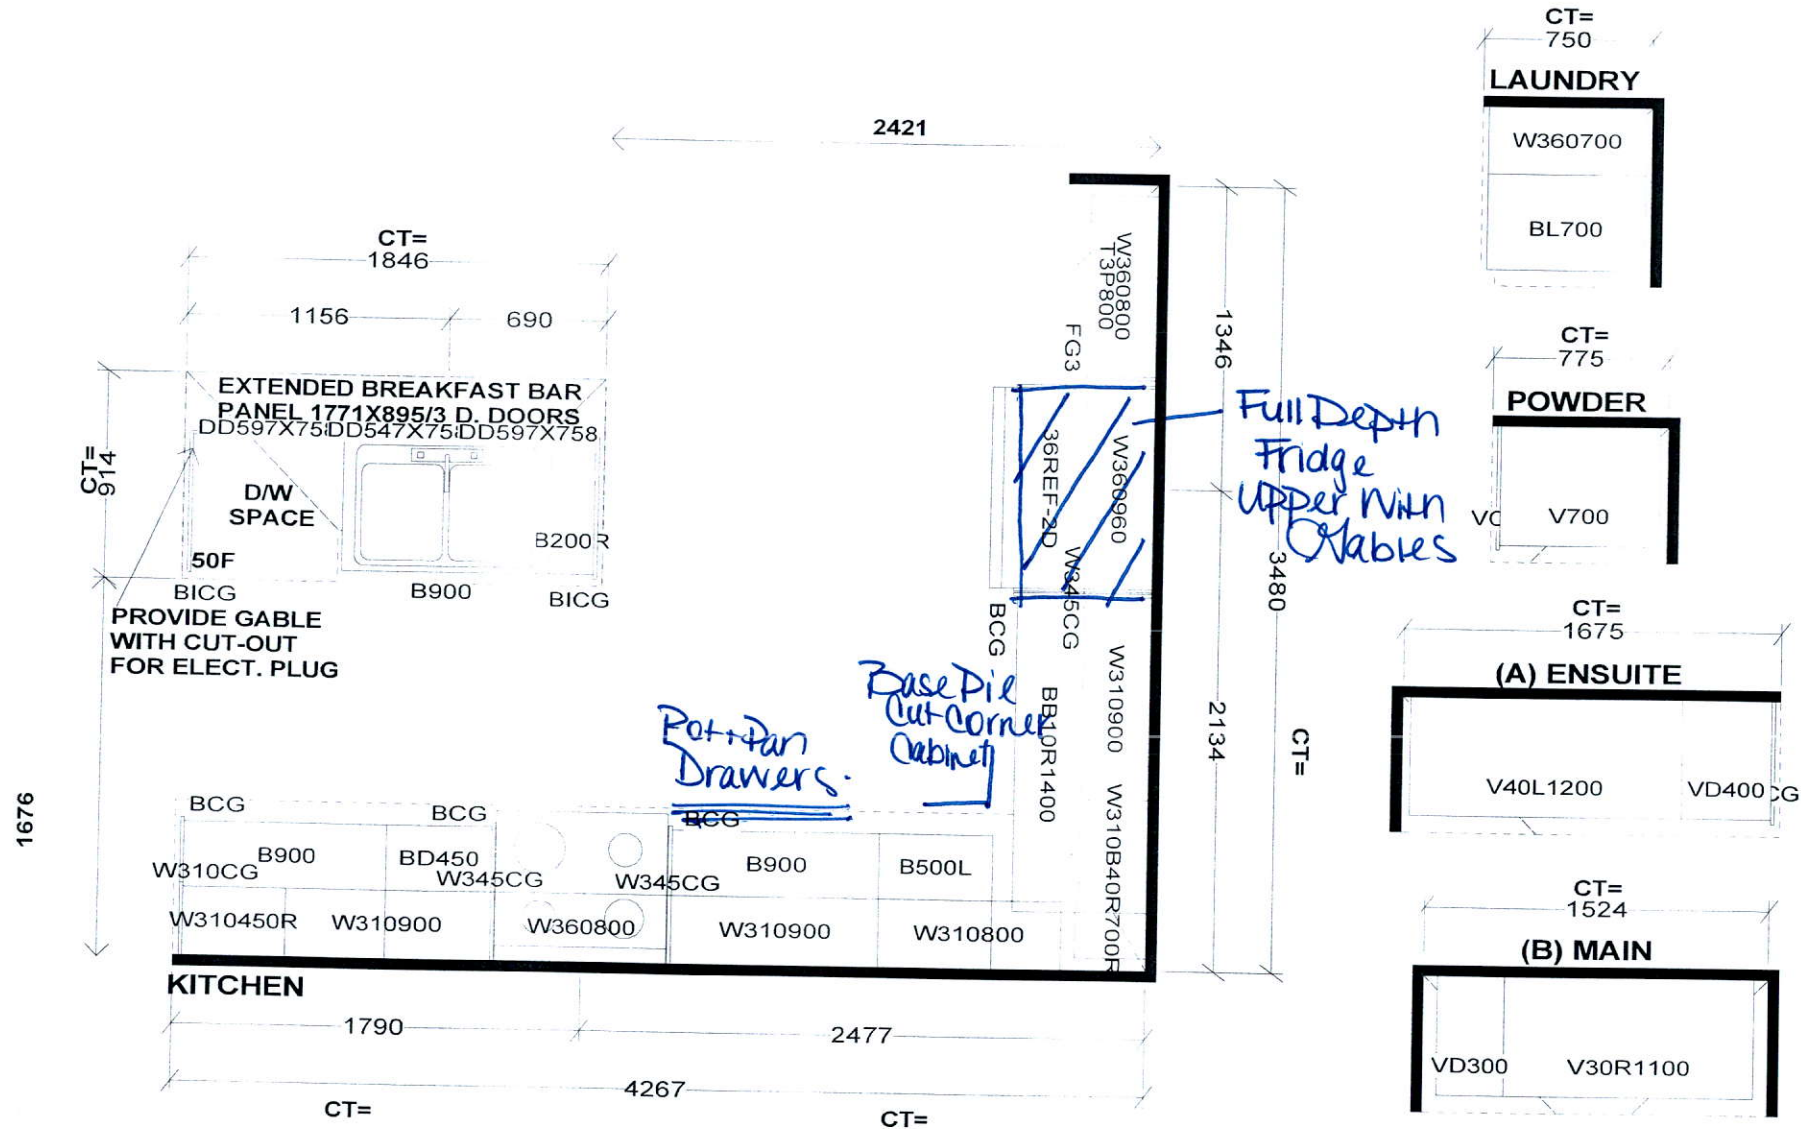 CT=
750
LAUNDRY
W360700
BL700
2421
CT=
1846
1156
690
EXTENDED BREAKFAST BAR
PANEL 1771X895/3 D. DOORS
DD597X758
DD547X758
DD597X758
CT=
914
D/W
SPACE
50F
B200R
BICG
B900
BICG
PROVIDE GABLE
WITH CUT-OUT
FOR ELECT. PLUG
1676
W360800
T3P800
FG3
1346
36REF-2D
W360960
W345CG
BCG
Full Depth
Fridge
Upper With
Gables
3480
2134
CT=
W310900
BB10R1400
W310B40R700R
Base Pie
Cut Corner
Cabinet
Pot + Pan
Drawers.
BCG
BCG
BCG
B900
BD450
B900
B500L
W310CG
W345CG
W345CG
W310450R
W310900
W360800
W310900
W310800
KITCHEN
1790
2477
4267
CT=
CT=
CT=
775
POWDER
V700
CT=
1675
(A) ENSUITE
V40L1200
VD400
CG
CT=
1524
(B) MAIN
VD300
V30R1100